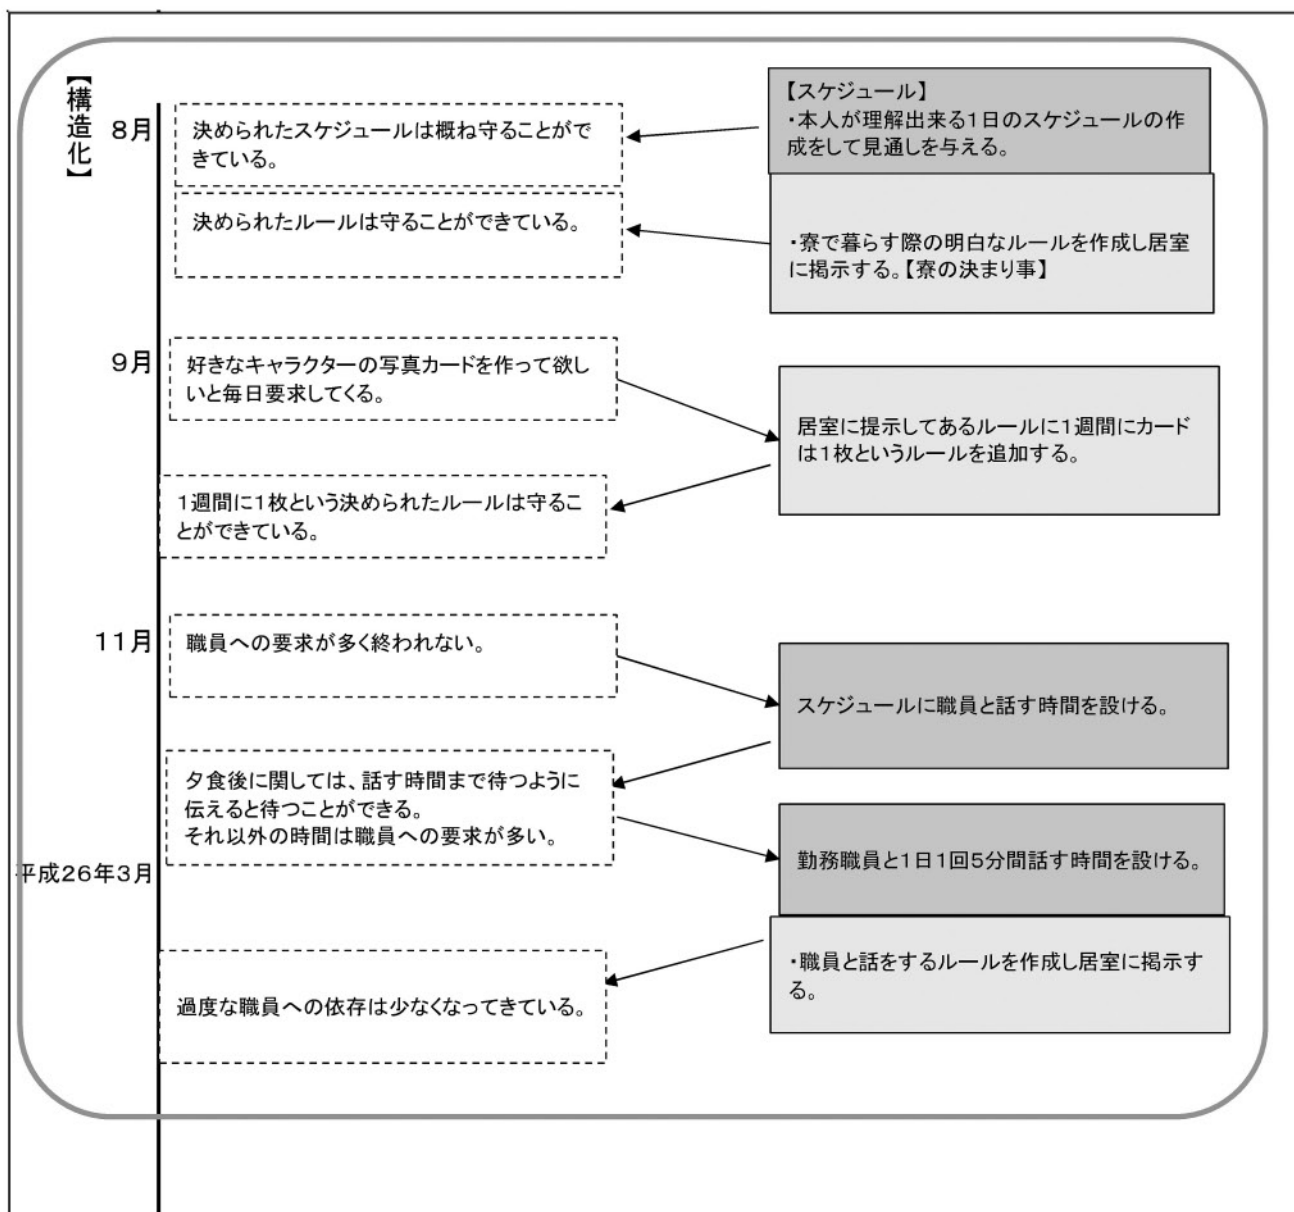 【構造化】
8月
決められたスケジュールは概ね守ることがで
きている。
【スケジュール】
・本人が理解出来る1日のスケジュールの作
成をして見通しを与える。
決められたルールは守ることができている。
・寮で暮らす際の明白なルールを作成し居室
に掲示する。【寮の決まり事】
9月
好きなキャラクターの写真カードを作って欲し
いと毎日要求してくる。
居室に提示してあるルールに1週間にカード
は1枚というルールを追加する。
1週間に1枚という決められたルールは守るこ
とができている。
11月
職員への要求が多く終われない。
スケジュールに職員と話す時間を設ける。
夕食後に関しては、話す時間まで待つように
伝えると待つことができる。
それ以外の時間は職員への要求が多い。
平成26年3月
勤務職員と1日1回5分間話す時間を設ける。
・職員と話をするルールを作成し居室に掲示す
る。
過度な職員への依存は少なくなってきている。